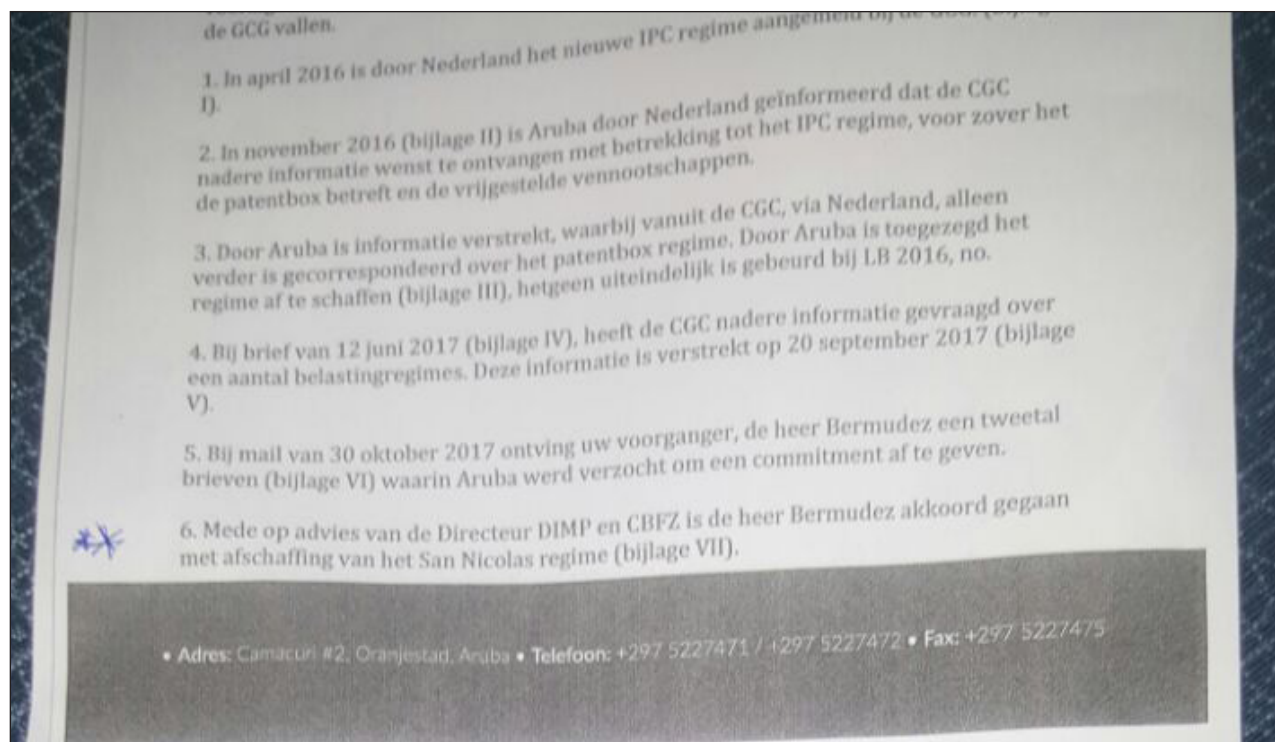 de GCG vallen.
1. In april 2016 is door Nederland het nieuwe IPC regime aangemeld bij de
I).
2. In november 2016 (bijlage II) is Aruba door Nederland geïnformeerd dat de CGC
nadere informatie wenst te ontvangen met betrekking tot het IPC regime, voor zover het
de patentbox betreft en de vrijgestelde vennootschappen.
3. Door Aruba is informatie verstrekt, waarbij vanuit de CGC, via Nederland, alleen
verder is gecorrespondeerd over het patentbox regime. Door Aruba is toegezegd het
regime af te schaffen (bijlage III), hetgeen uiteindelijk is gebeurd bij LB 2016, no.
4. Bij brief van 12 juni 2017 (bijlage IV), heeft de CGC nadere informatie gevraagd over
een aantal belastingregimes. Deze informatie is verstrekt op 20 september 2017 (bijlage
V).
5. Bij mail van 30 oktober 2017 ontving uw voorganger, de heer Bermudez een tweetal
brieven (bijlage VI) waarin Aruba werd verzocht om een commitment af te geven.
6. Mede op advies van de Directeur DIMP en CBFZ is de heer Bermudez akkoord gegaan
met afschaffing van het San Nicolas regime (bijlage VII).
• Adres: Camacuri #2, Oranjestad, Aruba • Telefoon: +297 5227471 / +297 5227472 • Fax: +297 5227475